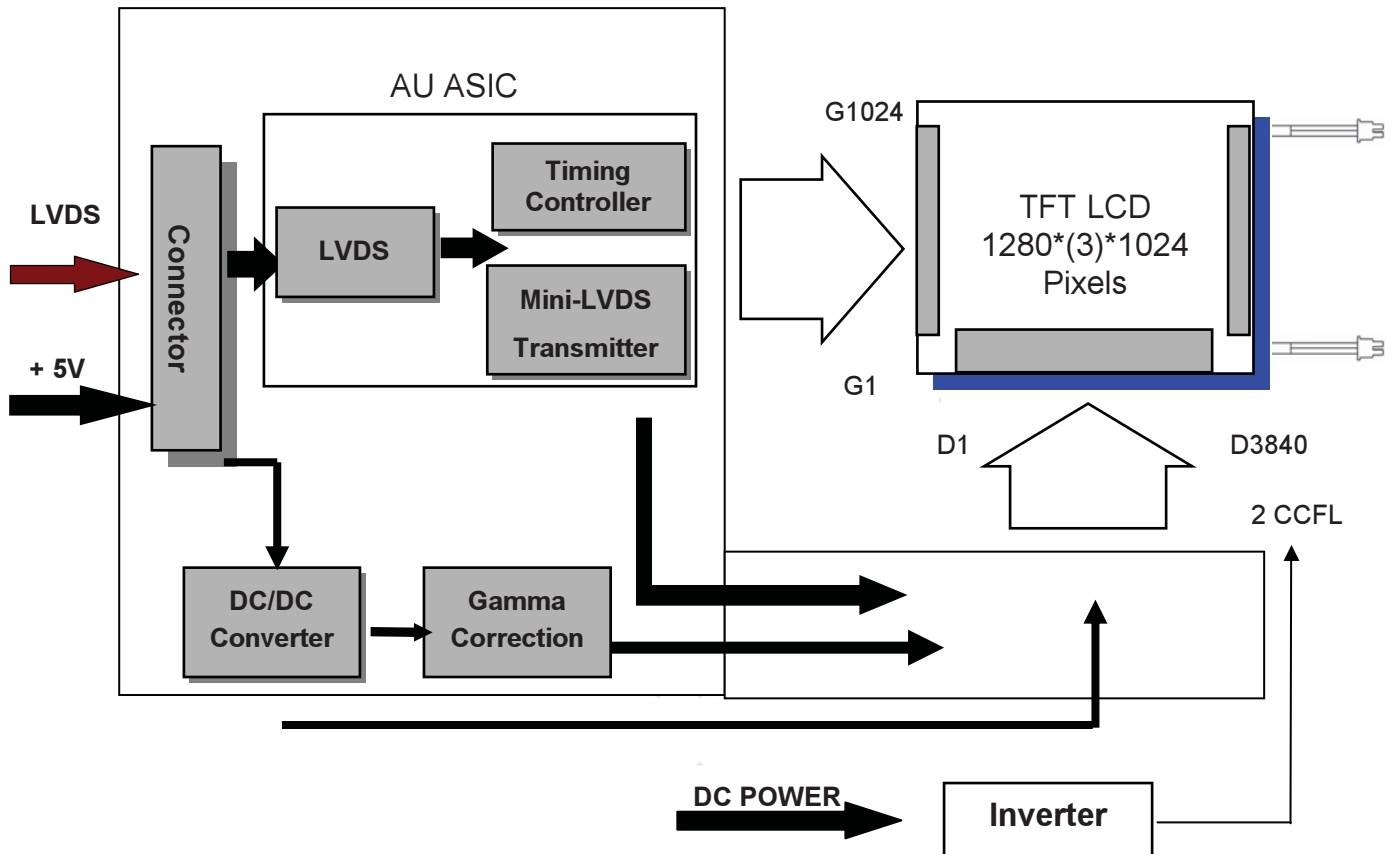 AU ASIC
LVDS
+ 5V
Connector
LVDS
Timing
Controller
Mini-LVDS
Transmitter
DC/DC
Converter
Gamma
Correction
G1024
TFT LCD
1280*(3)*1024
Pixels
G1
D1
D3840
2 CCFL
DC POWER
Inverter